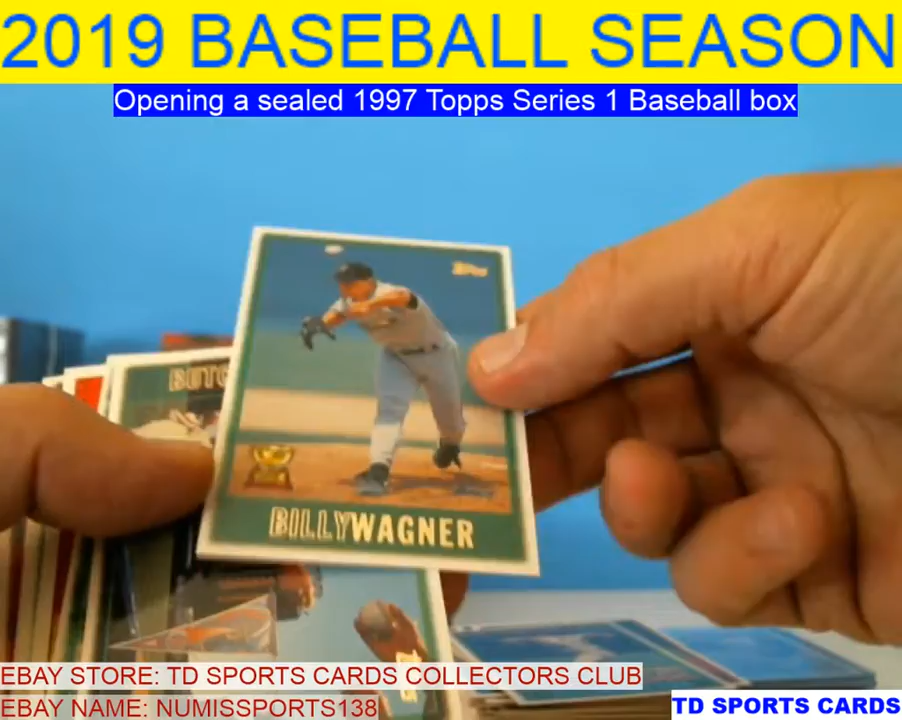 2019 BASEBALL SEASON
Opening a sealed 1997 Topps Series 1 Baseball box
Topps
BUTC
BILLY WAGNER
EBAY STORE: TD SPORTS CARDS COLLECTORS CLUB
EBAY NAME: NUMISSPORTS138
TD SPORTS CARDS